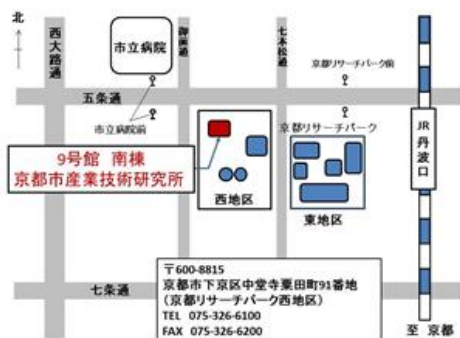 北
西大路通
市立病院
御前通
七本松通
京都リサーチパーク前
五条通
市立病院前
京都リサーチパーク
JR丹波口
9号館 南棟
京都市産業技術研究所
西地区
東地区
〒600-8815
京都市下京区中堂寺粟田町91番地
(京都リサーチパーク西地区)
TEL 075-326-6100
FAX 075-326-6200
七条通
至 京都